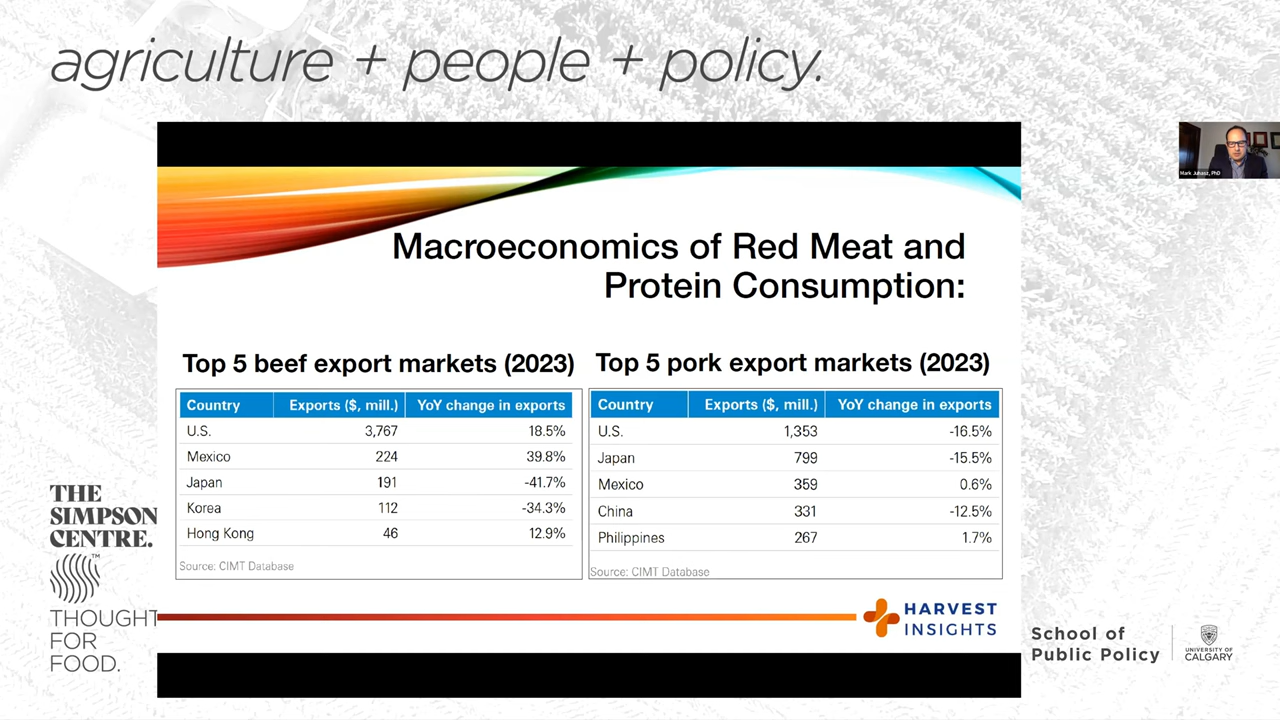 agriculture + people + policy.
Mark Juhasz, PhD
Macroeconomics of Red Meat and
Protein Consumption:
Top 5 beef export markets (2023)
Country Exports ($, mill.) YoY change in exports
U.S. 3,767 18.5%
Mexico 224 39.8%
Japan 191 -41.7%
Korea 112 -34.3%
Hong Kong 46 12.9%
Source: CIMT Database
Top 5 pork export markets (2023)
Country Exports ($, mill.) YoY change in exports
U.S. 1,353 -16.5%
Japan 799 -15.5%
Mexico 359 0.6%
China 331 -12.5%
Philippines 267 1.7%
Source: CIMT Database
THE
SIMPSON
CENTRE.
TM
THOUGHT
FOR
FOOD.
HARVEST
INSIGHTS
School of
Public Policy
UNIVERSITY OF
CALGARY